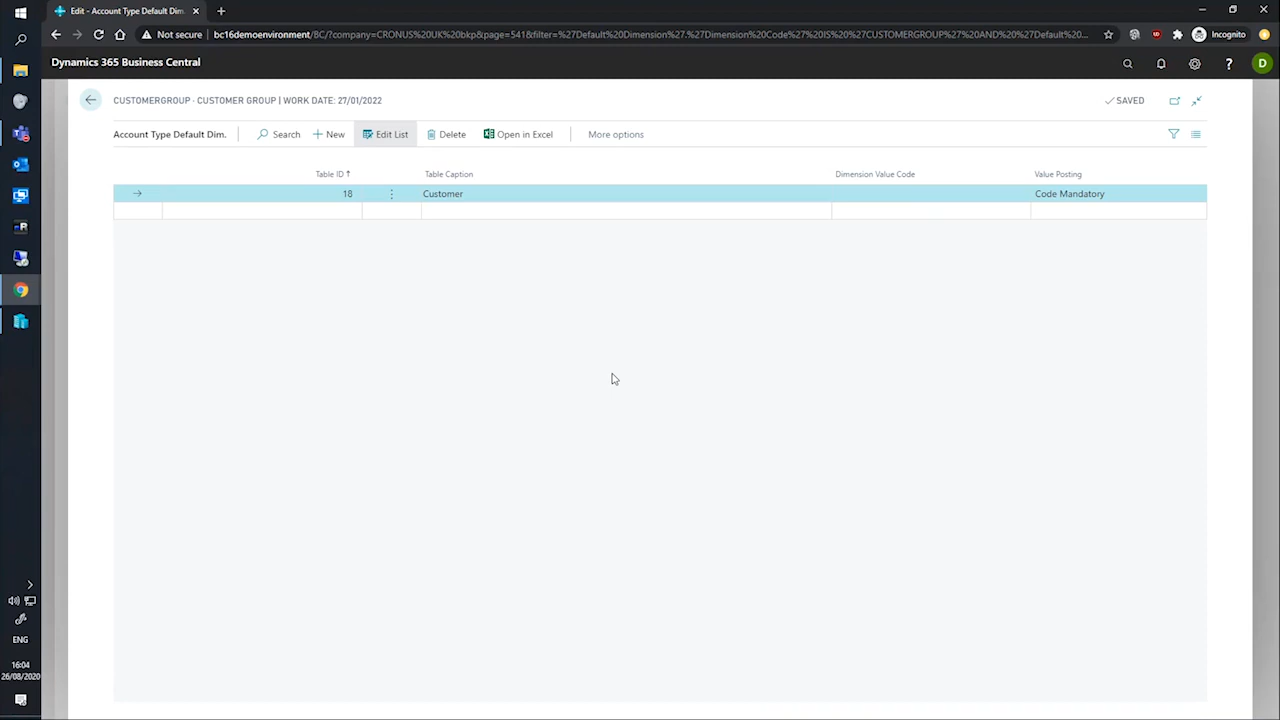 Edit - Account Type Default Dim.
Not secure bc16demoenvironment/BC/?company=CRONUS%20UK%20bkp&page=541&filter=%27Default%20Dimension%27.%27Dimension%20Code%27%20IS%20%27CUSTOMERGROUP%27%20AND%20%27Default%20... Incognito
Dynamics 365 Business Central ? D
CUSTOMERGROUP · CUSTOMER GROUP | WORK DATE: 27/01/2022 SAVED
Account Type Default Dim. Search New Edit List Delete Open in Excel More options
Table ID Table Caption Dimension Value Code Value Posting
18 Customer Code Mandatory
ENG
16:04
26/08/2020